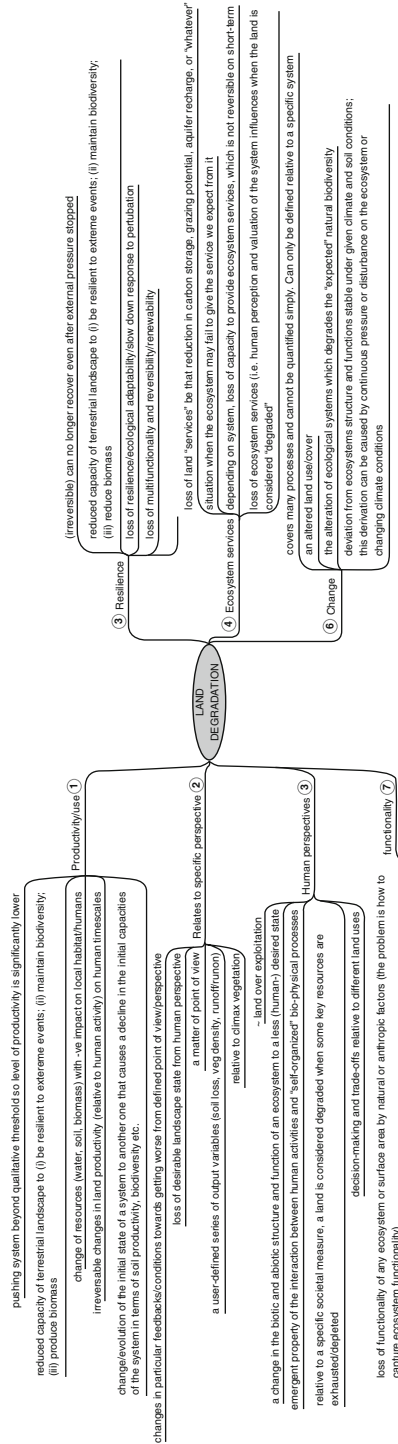 LAND
DEGRADATION
Productivity/use 1
pushing system beyond qualitative threshold so level of productivity is significantly lower
reduced capacity of terrestrial landscape to (i) be resilient to extereme events; (ii) maintain biodiversity;
(iii) produce biomass
change of resources (water, soil, biomass) with -ve impact on local habitat/humans
irreversable changes in land productivity (relative to human activity) on human timescales
change/evolution of the initial state of a system to another one that causes a decline in the initial capacities
of the system in terms of soil productivity, biodiversity etc.
Relates to specific perspective 2
changes in particular feedbacks/conditions towards getting worse from defined point of view/perspective
loss of desirable landscape state from human perspective
a matter of point of view
a user-defined series of output variables (soil loss, veg density, runoff/runon)
relative to climax vegetation
Human perspectives 3
~ land over exploitation
a change in the biotic and abiotic structure and function of an ecosystem to a less (human-) desired state
emergent property of the interaction between human activities and "self-organized" bio-physical processes
relative to a specific societal measure, a land is considered degraded when some key resources are
exhausted/depleted
decision-making and trade-offs relative to different land uses
functionality 7
loss of functionality of any ecosystem or surface area by natural or anthropic factors (the problem is how to
capture ecosystem functionality)
3 Resilience
(irreversible) can no longer recover even after external pressure stopped
reduced capacity of terrestrial landscape to (i) be resilient to extreme events; (ii) maintain biodiversity;
(iii) reduce biomass
loss of resilience/ecological adaptability/slow down response to pertubation
loss of multifunctionality and reversibility/renewability
4 Ecosystem services
loss of land "services" be that reduction in carbon storage, grazing potential, aquifer recharge, or "whatever"
situation when the ecosystem may fail to give the service we expect from it
depending on system, loss of capacity to provide ecosystem services, which is not reversible on short-term
loss of ecosystem services (i.e. human perception and valuation of the system influences when the land is
considered "degraded"
6 Change
covers many processes and cannot be quantified simply. Can only be defined relative to a specific system
an altered land use/cover
the alteration of ecological systems which degrades the "expected" natural biodiversity
deviation from ecosystems structure and functions stable under given climate and soil conditions;
this derivation can be caused by continuous pressure or disturbance on the ecosystem or
changing climate conditions